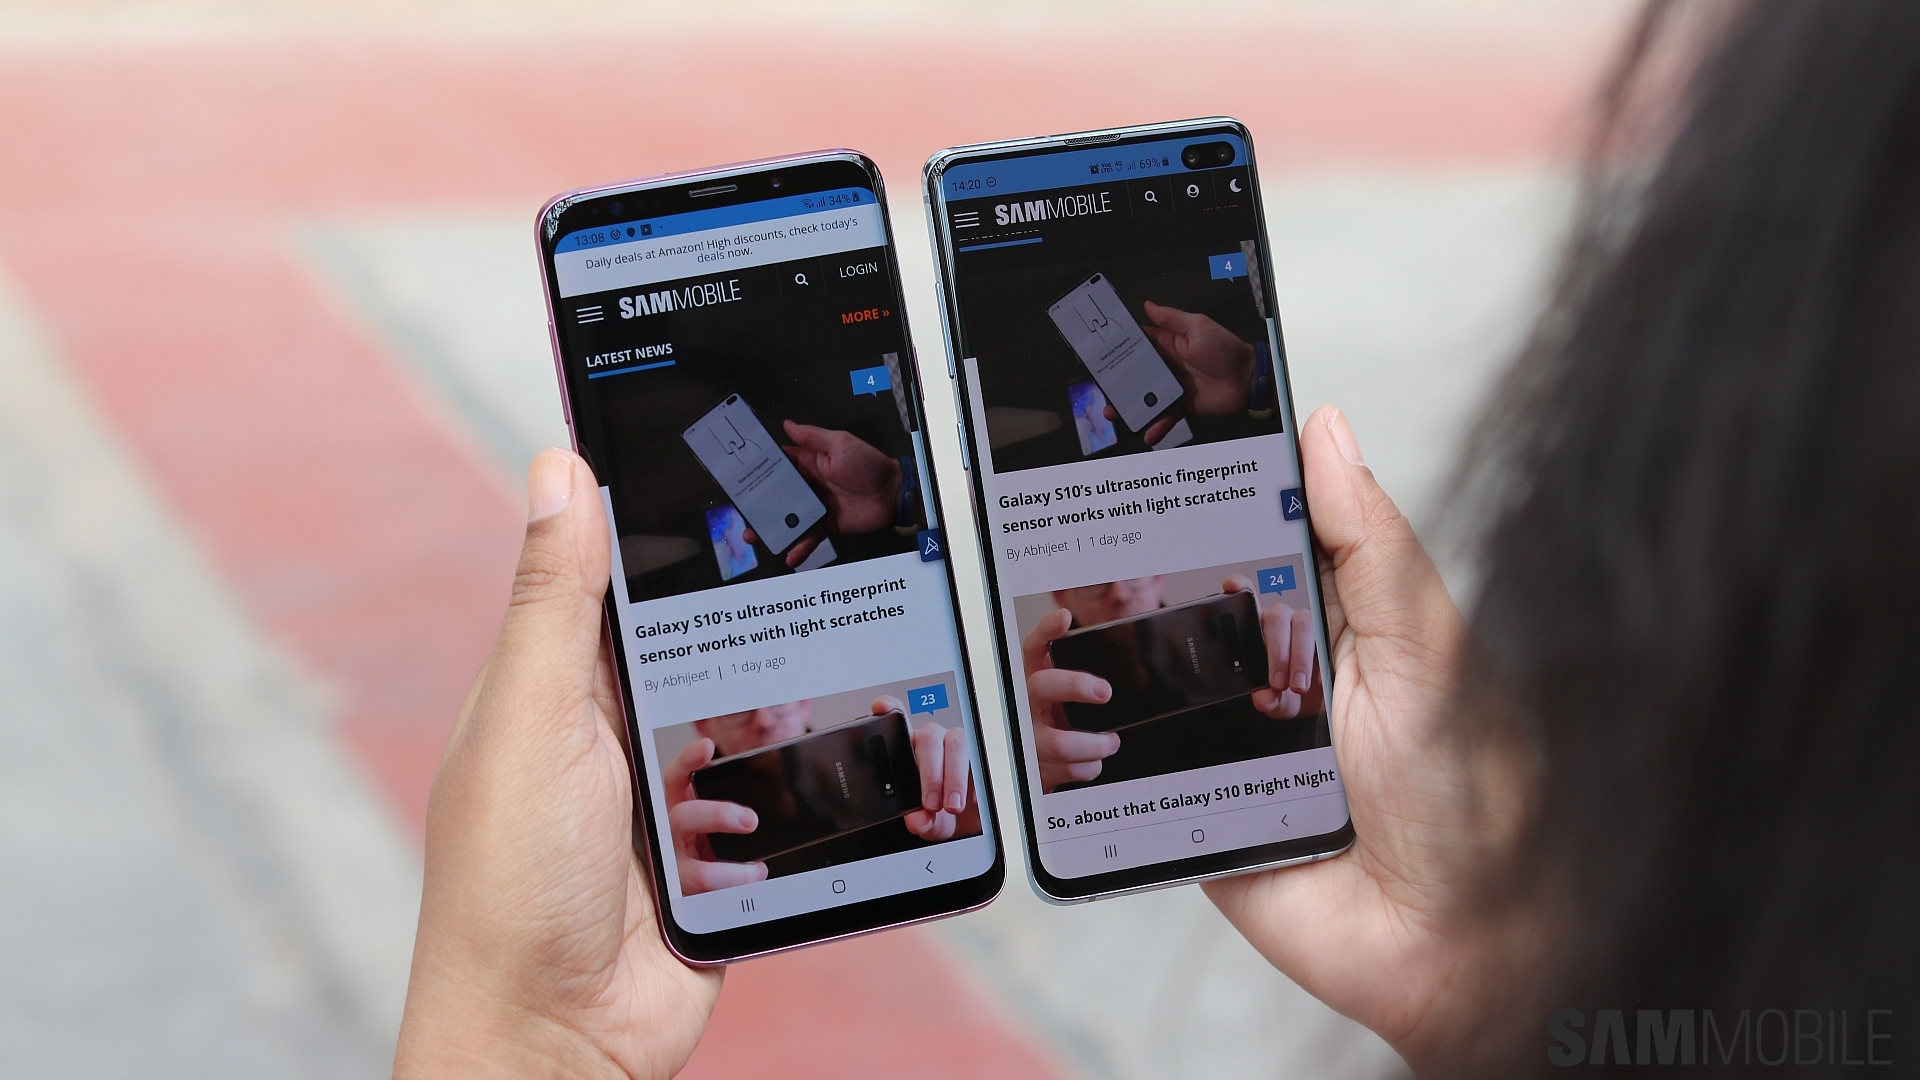 13:08
34%
Daily deals at Amazon! High discounts, check today's
deals now.
SAMMOBILE
LOGIN
MORE »
LATEST NEWS
4
Galaxy S10's ultrasonic fingerprint
sensor works with light scratches
By Abhijeet | 1 day ago
23
SAMSUNG
14:20
69%
SAMMOBILE
4
Galaxy S10's ultrasonic fingerprint
sensor works with light scratches
By Abhijeet | 1 day ago
24
SAMSUNG
So, about that Galaxy S10 Bright Night
SAMMOBILE